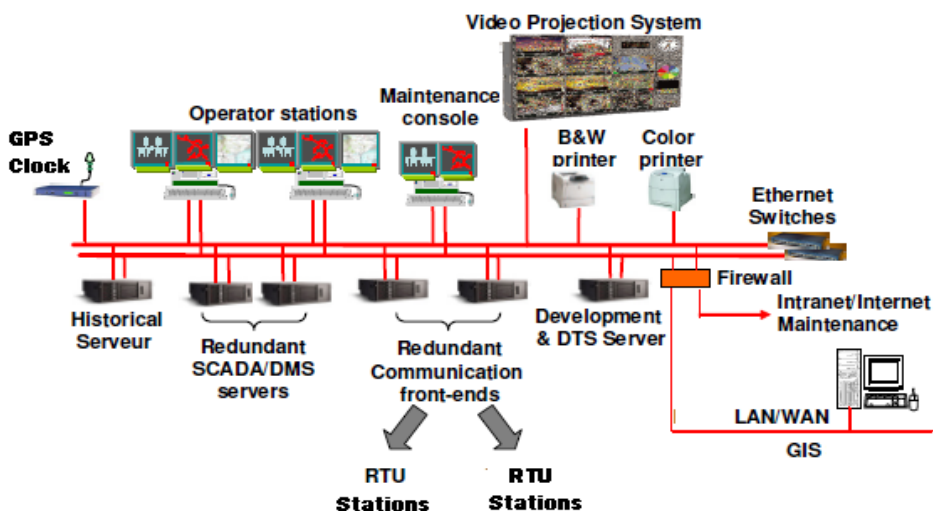 Video Projection System
Operator stations
Maintenance
console
GPS
Clock
B&W
printer
Color
printer
Ethernet
Switches
Firewall
Intranet/Internet
Maintenance
Historical
Serveur
Redundant
SCADA/DMS
servers
Redundant
Communication
front-ends
Development
& DTS Server
LAN/WAN
GIS
RTU
Stations
RTU
Stations